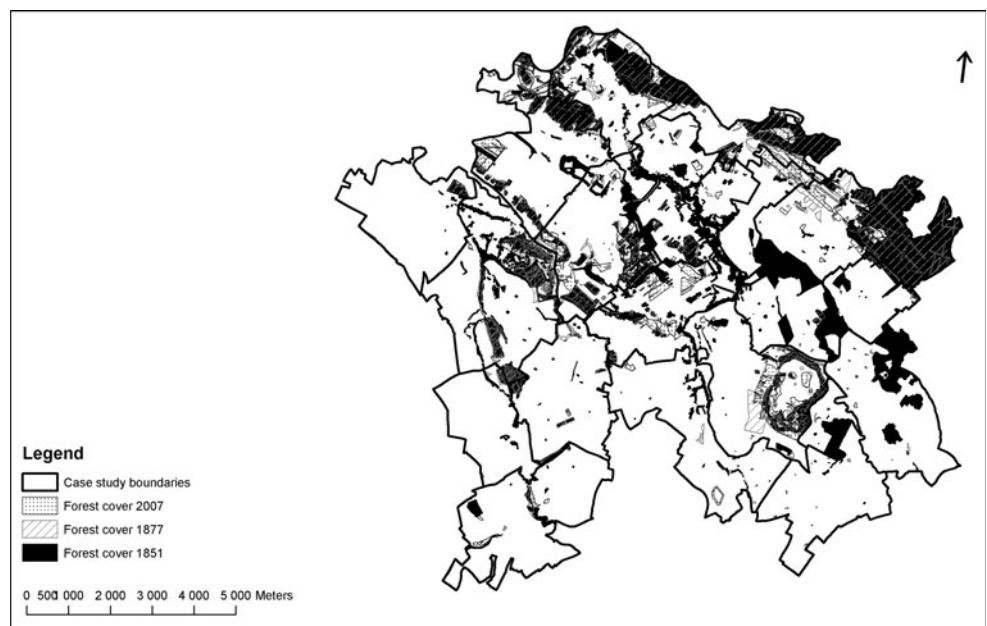 Legend
Case study boundaries
Forest cover 2007
Forest cover 1877
Forest cover 1851
0 500 1 000 2 000 3 000 4 000 5 000 Meters